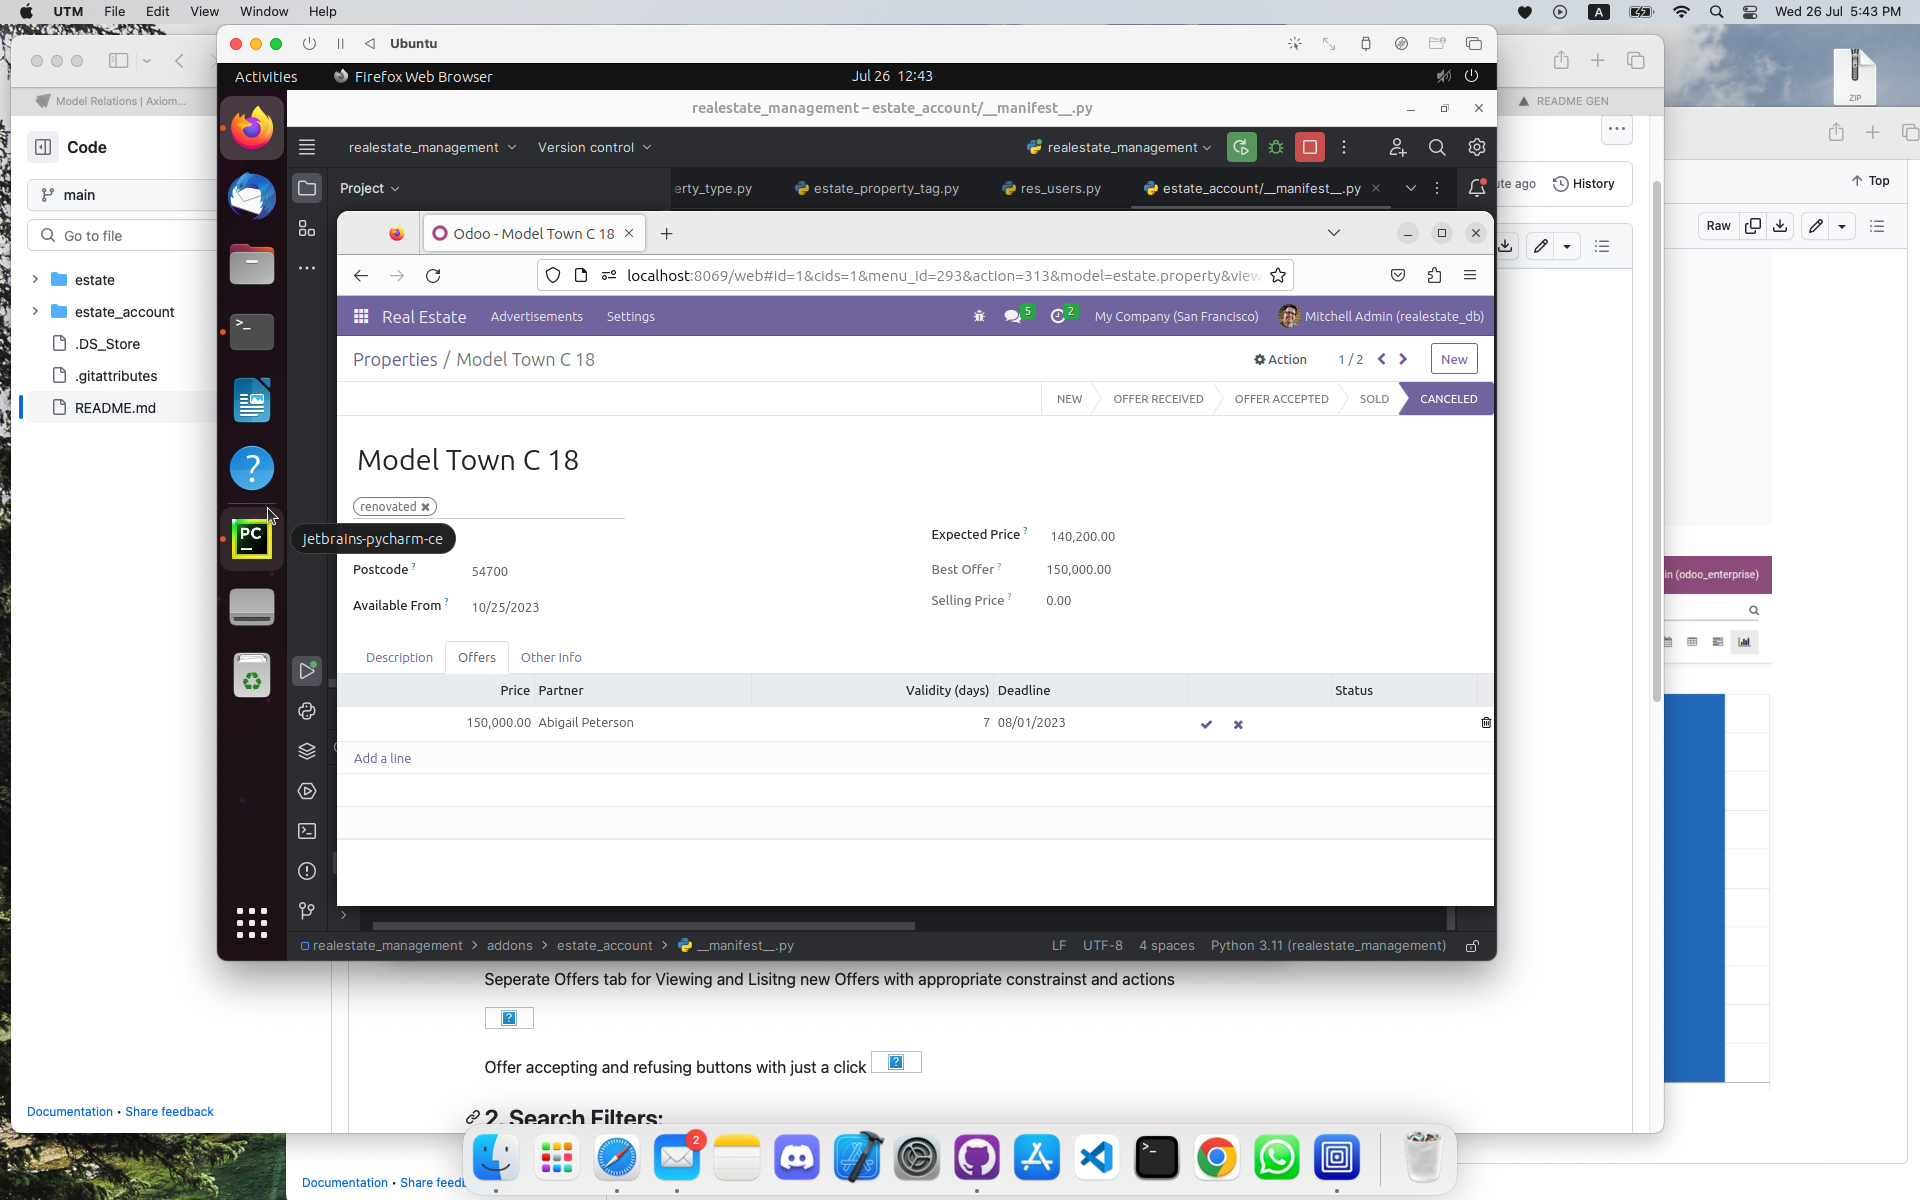 UTM File Edit View Window Help
A
Wed 26 Jul 5:43 PM
Ubuntu
ZIP
Model Relations | Axiom...
README GEN
Activities
Firefox Web Browser
Jul 26 12:43
realestate_management – estate_account/__manifest__.py
Code
realestate_management
Version control
realestate_management
main
Project
erty_type.py
estate_property_tag.py
res_users.py
estate_account/__manifest__.py
ute ago
History
Top
Go to file
Odoo - Model Town C 18
Raw
localhost:8069/web#id=1&cids=1&menu_id=293&action=313&model=estate.property&view
estate
estate_account
.DS_Store
.gitattributes
README.md
Real Estate
Advertisements
Settings
5
2
My Company (San Francisco)
Mitchell Admin (realestate_db)
Properties / Model Town C 18
Action
1 / 2
New
NEW
OFFER RECEIVED
OFFER ACCEPTED
SOLD
CANCELED
Model Town C 18
renovated
PC
jetbrains-pycharm-ce
Expected Price ?
140,200.00
Postcode ?
54700
Best Offer ?
150,000.00
in (odoo_enterprise)
Available From ?
10/25/2023
Selling Price ?
0.00
Description
Offers
Other Info
Price
Partner
Validity (days)
Deadline
Status
150,000.00
Abigail Peterson
7
08/01/2023
Add a line
realestate_management > addons > estate_account > __manifest__.py
LF
UTF-8
4 spaces
Python 3.11 (realestate_management)
Seperate Offers tab for Viewing and Lisitng new Offers with appropriate constrainst and actions
Offer accepting and refusing buttons with just a click
2. Search Filters:
Documentation • Share feedback
2
Documentation • Share feedb